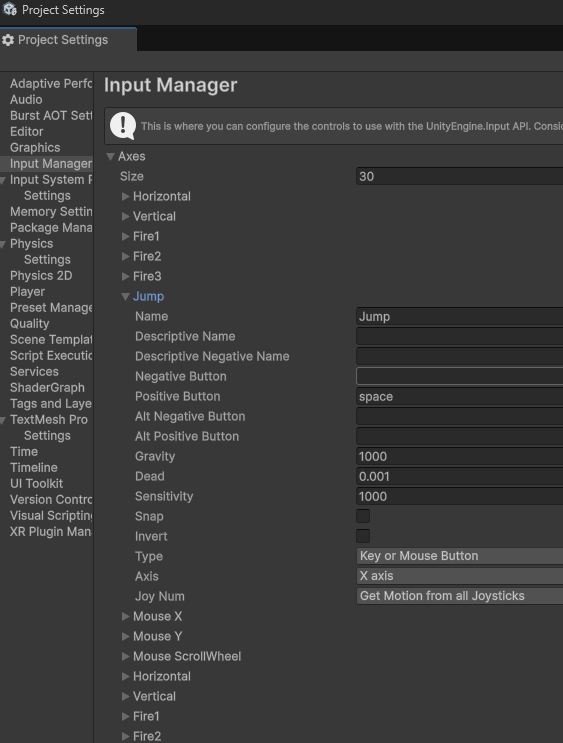 Project Settings
Project Settings
Adaptive Perfo
Audio
Burst AOT Sett
Editor
Graphics
Input Manager
Input System P
Settings
Memory Settin
Package Mana
Physics
Settings
Physics 2D
Player
Preset Manage
Quality
Scene Templat
Script Executio
Services
ShaderGraph
Tags and Laye
TextMesh Pro
Settings
Time
Timeline
UI Toolkit
Version Contro
Visual Scripting
XR Plugin Man
Input Manager
This is where you can configure the controls to use with the UnityEngine.Input API. Consi
Axes
Size 30
Horizontal
Vertical
Fire1
Fire2
Fire3
Jump
Name Jump
Descriptive Name
Descriptive Negative Name
Negative Button
Positive Button space
Alt Negative Button
Alt Positive Button
Gravity 1000
Dead 0.001
Sensitivity 1000
Snap
Invert
Type Key or Mouse Button
Axis X axis
Joy Num Get Motion from all Joysticks
Mouse X
Mouse Y
Mouse ScrollWheel
Horizontal
Vertical
Fire1
Fire2